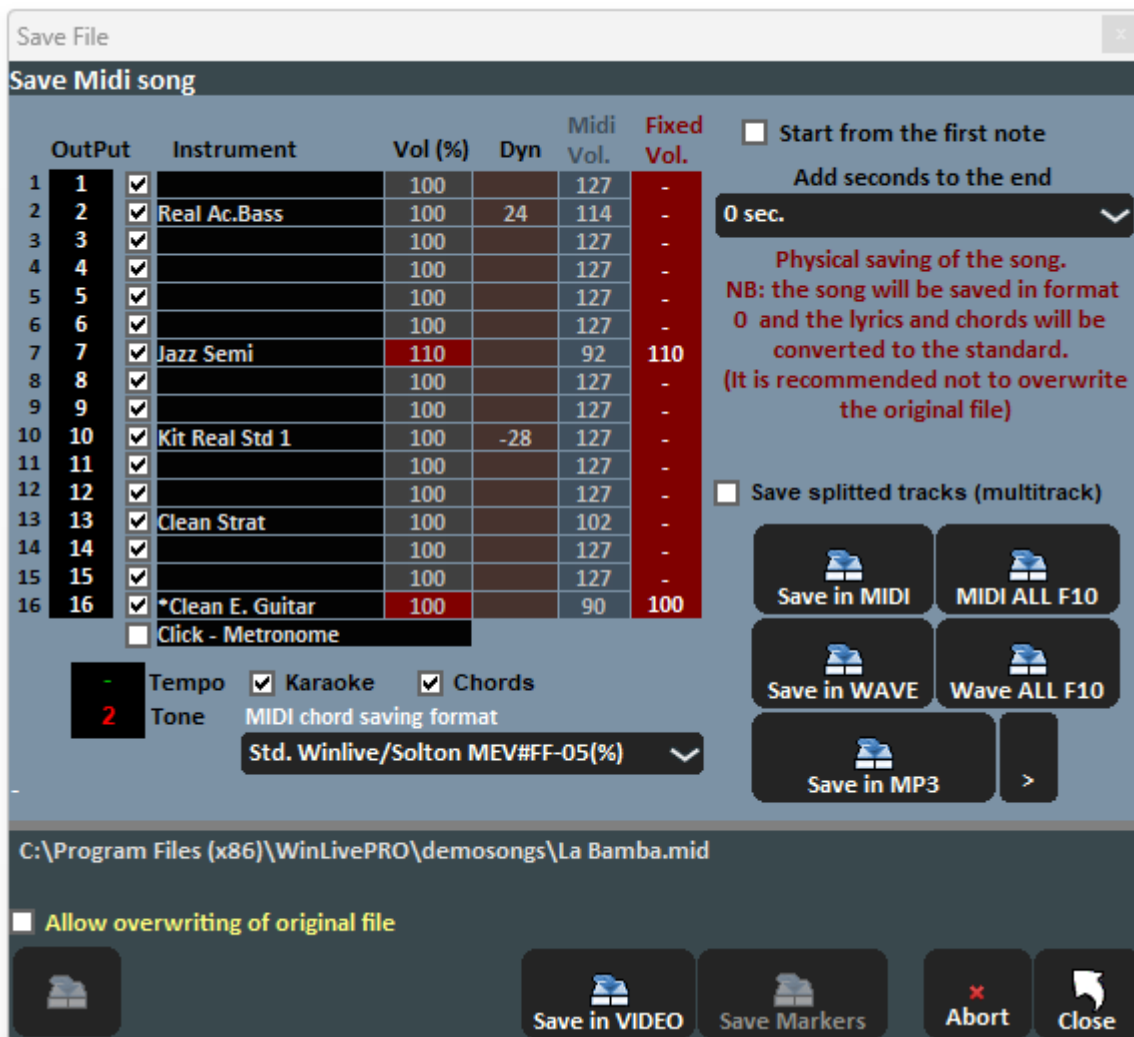 Save File
x
Save Midi song
OutPut Instrument Vol (%) Dyn Midi Vol. Fixed Vol.
1 1 100 127 -
2 2 Real Ac.Bass 100 24 114 -
3 3 100 127 -
4 4 100 127 -
5 5 100 127 -
6 6 100 127 -
7 7 Jazz Semi 110 92 110
8 8 100 127 -
9 9 100 127 -
10 10 Kit Real Std 1 100 -28 127 -
11 11 100 127 -
12 12 100 127 -
13 13 Clean Strat 100 102 -
14 14 100 127 -
15 15 100 127 -
16 16 *Clean E. Guitar 100 90 100
Click - Metronome
- Tempo Karaoke Chords
2 Tone MIDI chord saving format
Std. Winlive/Solton MEV#FF-05(%)
-
Start from the first note
Add seconds to the end
0 sec.
Physical saving of the song.
NB: the song will be saved in format
0 and the lyrics and chords will be
converted to the standard.
(It is recommended not to overwrite
the original file)
Save splitted tracks (multitrack)
Save in MIDI MIDI ALL F10
Save in WAVE Wave ALL F10
Save in MP3 >
C:\Program Files (x86)\WinLivePRO\demosongs\La Bamba.mid
Allow overwriting of original file
Save in VIDEO Save Markers Abort Close